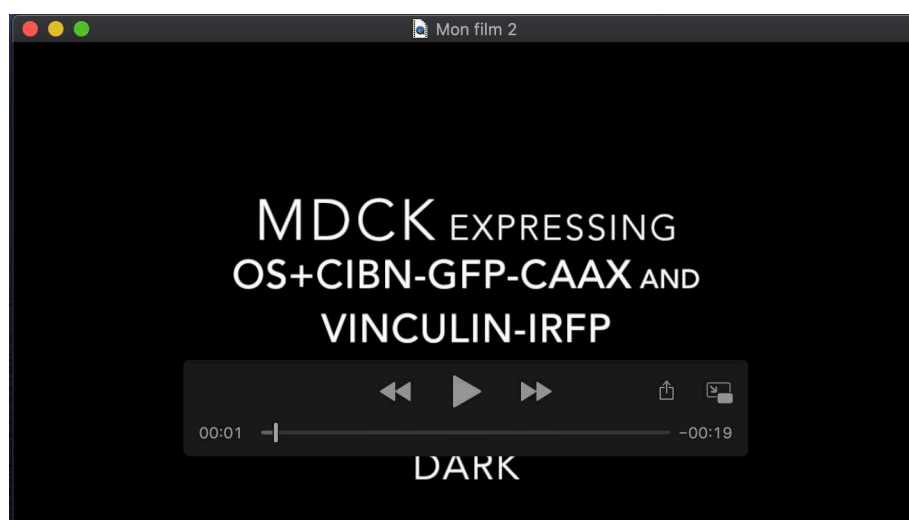 Mon film 2
MDCK EXPRESSING
OS+CIBN-GFP-CAAX AND
VINCULIN-IRFP
00:01 -00:19
DARK